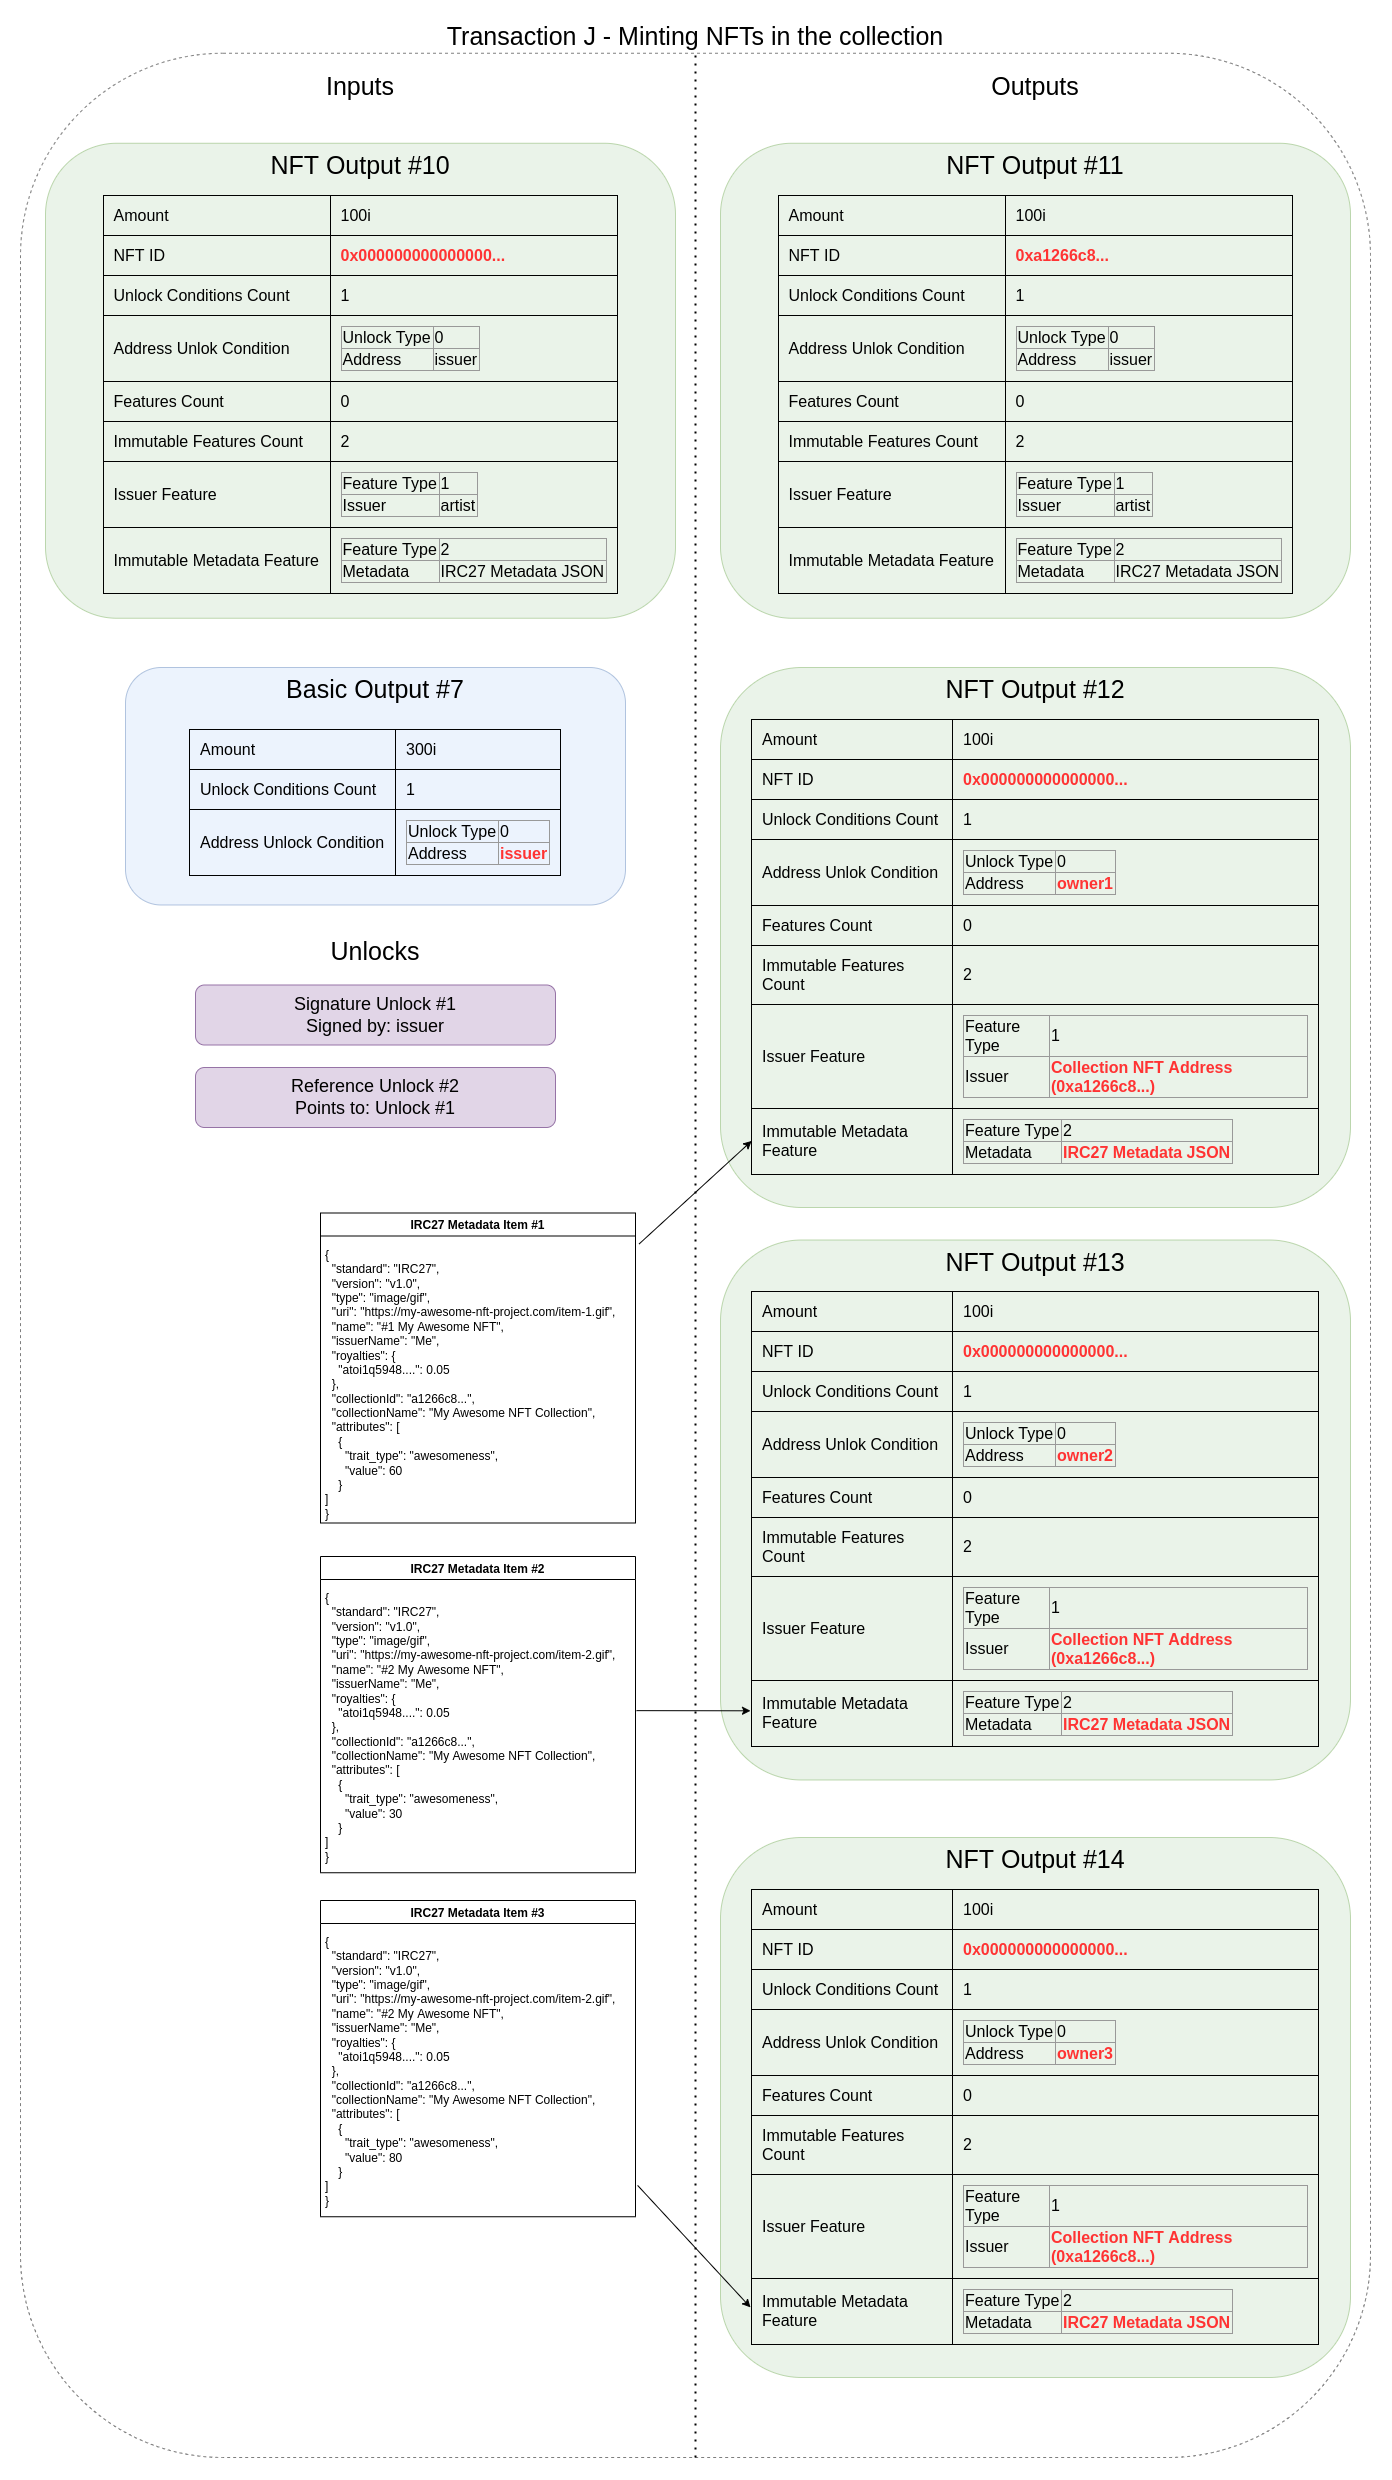 Transaction J - Minting NFTs in the collection
Inputs
NFT Output #10
Amount 100i
NFT ID 0x000000000000000...
Unlock Conditions Count 1
Address Unlok Condition
Unlock Type 0
Address issuer
Features Count 0
Immutable Features Count 2
Issuer Feature
Feature Type 1
Issuer artist
Immutable Metadata Feature
Feature Type 2
Metadata IRC27 Metadata JSON
Basic Output #7
Amount 300i
Unlock Conditions Count 1
Address Unlock Condition
Unlock Type 0
Address issuer
Unlocks
Signature Unlock #1
Signed by: issuer
Reference Unlock #2
Points to: Unlock #1
IRC27 Metadata Item #1
{
"standard": "IRC27",
"version": "v1.0",
"type": "image/gif",
"uri": "https://my-awesome-nft-project.com/item-1.gif",
"name": "#1 My Awesome NFT",
"issuerName": "Me",
"royalties": {
"atoi1q5948....": 0.05
},
"collectionId": "a1266c8...",
"collectionName": "My Awesome NFT Collection",
"attributes": [
{
"trait_type": "awesomeness",
"value": 60
}
]
}
IRC27 Metadata Item #2
{
"standard": "IRC27",
"version": "v1.0",
"type": "image/gif",
"uri": "https://my-awesome-nft-project.com/item-2.gif",
"name": "#2 My Awesome NFT",
"issuerName": "Me",
"royalties": {
"atoi1q5948....": 0.05
},
"collectionId": "a1266c8...",
"collectionName": "My Awesome NFT Collection",
"attributes": [
{
"trait_type": "awesomeness",
"value": 30
}
]
}
IRC27 Metadata Item #3
{
"standard": "IRC27",
"version": "v1.0",
"type": "image/gif",
"uri": "https://my-awesome-nft-project.com/item-2.gif",
"name": "#2 My Awesome NFT",
"issuerName": "Me",
"royalties": {
"atoi1q5948....": 0.05
},
"collectionId": "a1266c8...",
"collectionName": "My Awesome NFT Collection",
"attributes": [
{
"trait_type": "awesomeness",
"value": 80
}
]
}
Outputs
NFT Output #11
Amount 100i
NFT ID 0xa1266c8...
Unlock Conditions Count 1
Address Unlok Condition
Unlock Type 0
Address issuer
Features Count 0
Immutable Features Count 2
Issuer Feature
Feature Type 1
Issuer artist
Immutable Metadata Feature
Feature Type 2
Metadata IRC27 Metadata JSON
NFT Output #12
Amount 100i
NFT ID 0x000000000000000...
Unlock Conditions Count 1
Address Unlok Condition
Unlock Type 0
Address owner1
Features Count 0
Immutable Features
Count
2
Issuer Feature
Feature
Type
1
Issuer
Collection NFT Address
(0xa1266c8...)
Immutable Metadata
Feature
Feature Type 2
Metadata IRC27 Metadata JSON
NFT Output #13
Amount 100i
NFT ID 0x000000000000000...
Unlock Conditions Count 1
Address Unlok Condition
Unlock Type 0
Address owner2
Features Count 0
Immutable Features
Count
2
Issuer Feature
Feature
Type
1
Issuer
Collection NFT Address
(0xa1266c8...)
Immutable Metadata
Feature
Feature Type 2
Metadata IRC27 Metadata JSON
NFT Output #14
Amount 100i
NFT ID 0x000000000000000...
Unlock Conditions Count 1
Address Unlok Condition
Unlock Type 0
Address owner3
Features Count 0
Immutable Features
Count
2
Issuer Feature
Feature
Type
1
Issuer
Collection NFT Address
(0xa1266c8...)
Immutable Metadata
Feature
Feature Type 2
Metadata IRC27 Metadata JSON